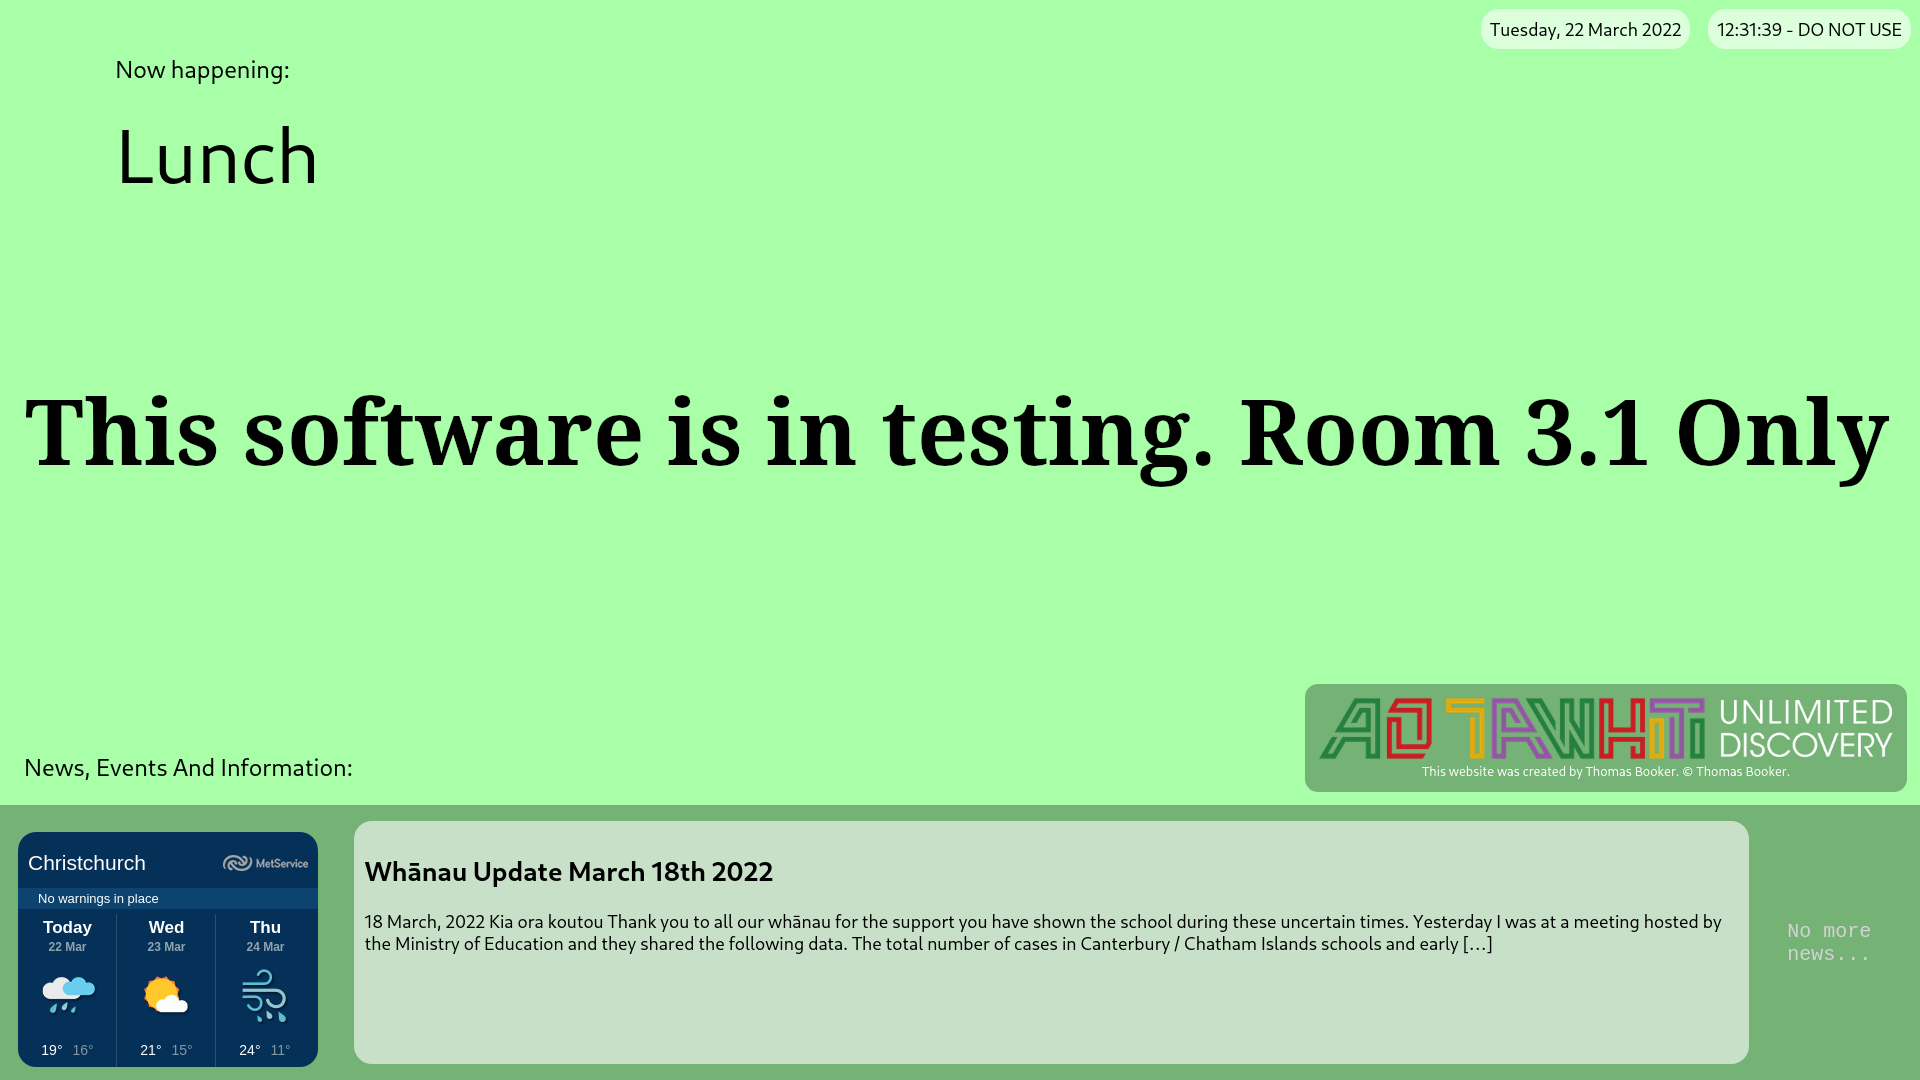 Tuesday, 22 March 2022
12:31:39 - DO NOT USE
Now happening:
Lunch
This software is in testing. Room 3.1 Only
AO TAWHITI
UNLIMITED
DISCOVERY
This website was created by Thomas Booker. © Thomas Booker.
News, Events And Information:
Christchurch
MetService
No warnings in place
Today
22 Mar
19° 16°
Wed
23 Mar
21° 15°
Thu
24 Mar
24° 11°
Whānau Update March 18th 2022
18 March, 2022 Kia ora koutou Thank you to all our whānau for the support you have shown the school during these uncertain times. Yesterday I was at a meeting hosted by
the Ministry of Education and they shared the following data. The total number of cases in Canterbury / Chatham Islands schools and early […]
No more
news...